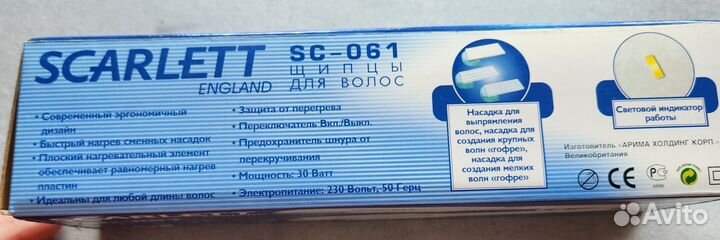 SCARLETT
ENGLAND
SC-061
ЩИПЦЫ
ДЛЯ ВОЛОС
• Современный эргономичный
дизайн
• Быстрый нагрев сменных насадок
• Плоский нагревательный элемент
обеспечивает равномерный нагрев
пластин
• Идеальны для любой длины волос
• Защита от перегрева
• Переключатель Вкл./Выкл.
• Предохранитель шнура от
перекручивания
• Мощность: 30 Ватт
• Электропитание: 230 Вольт, 50 Герц
Насадка для
выпрямления
волос, насадка для
создания крупных
волн «гофре»,
насадка для
создания мелких
волн «гофре»
Световой индикатор
работы
Изготовитель -«АРИМА ХОЛДИНГ КОРП.»
Великобритания
CE
PC
SCARLETT
Avito